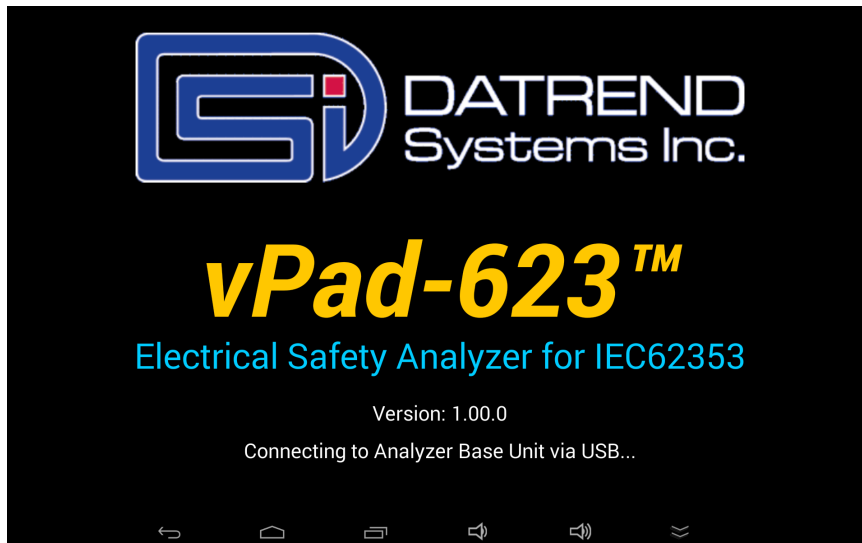 DATREND
Systems Inc.
vPad-623™
Electrical Safety Analyzer for IEC62353
Version: 1.00.0
Connecting to Analyzer Base Unit via USB...